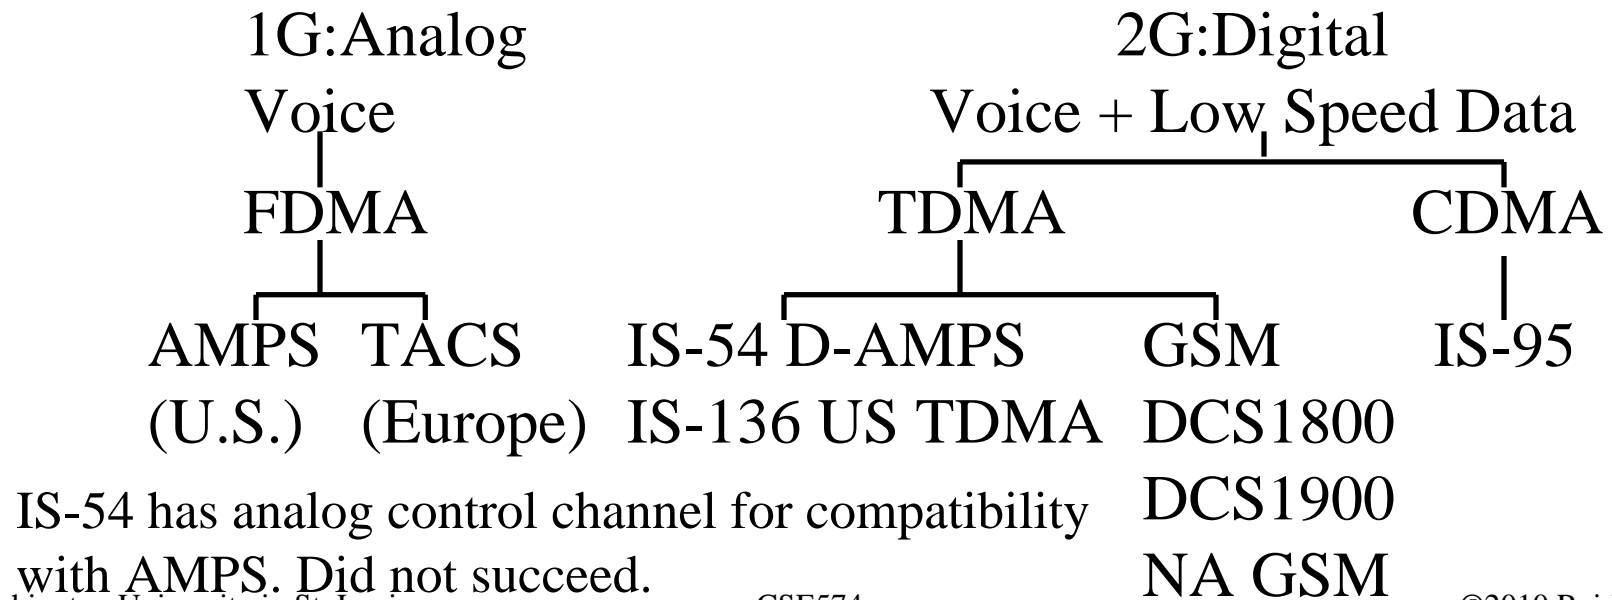 1G:Analog
Voice
FDMA
AMPS TACS
(U.S.) (Europe)
2G:Digital
Voice + Low Speed Data
TDMA
CDMA
IS-54 D-AMPS
IS-136 US TDMA
GSM
DCS1800
DCS1900
NA GSM
IS-95
IS-54 has analog control channel for compatibility
with AMPS. Did not succeed.
CSE574
©2010